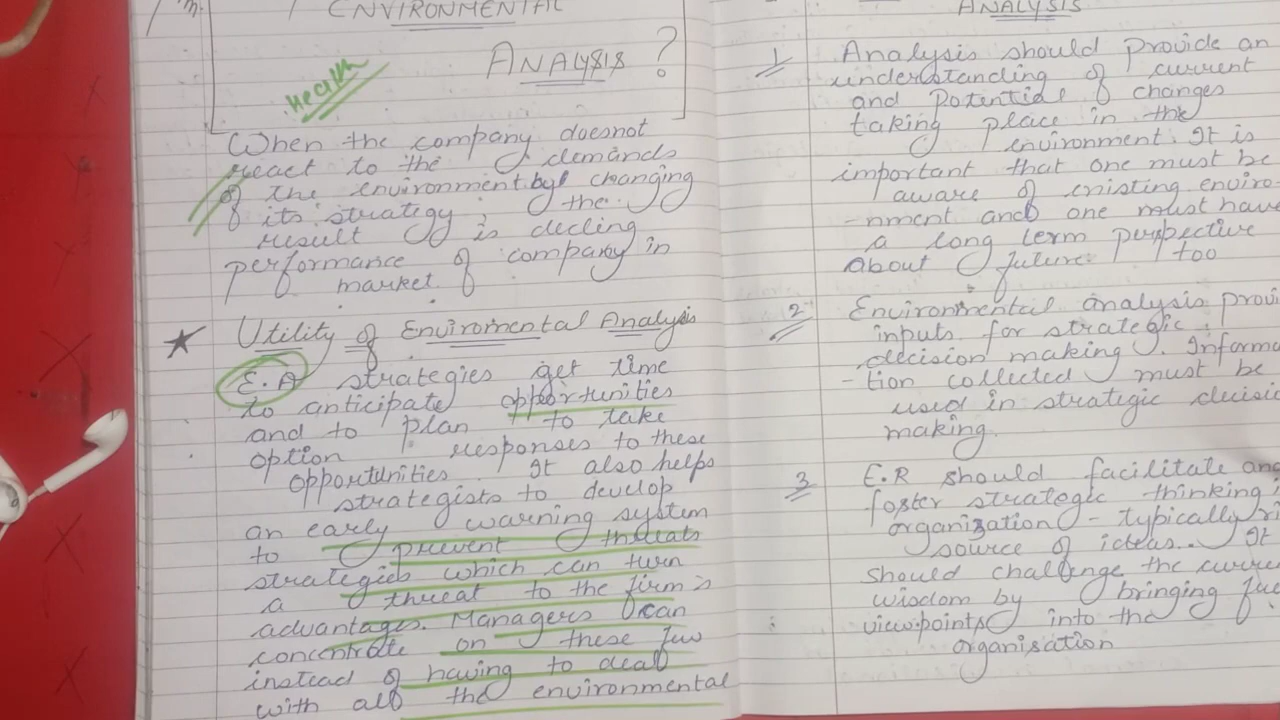 ENVIRONMENTAL
ANALYSIS ?
Health
When the company doesnot
react to the demands
of the environment by changing
its strategy, the
result is decling
performance of company in
market.
Utility of Enviromental Analysis
E.A strategies get time
to anticipate opportunities
and to plan to take
option responses to these
opportunities. It also helps
strategists to develop
an early warning system
to prevent threats
strategies which can turn
a threat to the firm's
advantages. Managers can
concentrate on these few
instead of having to deal
with all the environmental
ANALYSIS
1 Analysis should provide an
understanding of current
and potential changes
taking place in the
environment. It is
important that one must be
aware of existing enviro-
-nment and one must have
a long term perspective
about future too
2 Environmental analysis provi
inputs for strategic
decision making. Informa
-tion collected must be
used in strategic decisi
making.
3 E.R should facilitate and
foster strategic thinking i
organization - typically ri
source of ideas.. It
should challenge the curre
wisdom by bringing
viewpoints into the
organisation